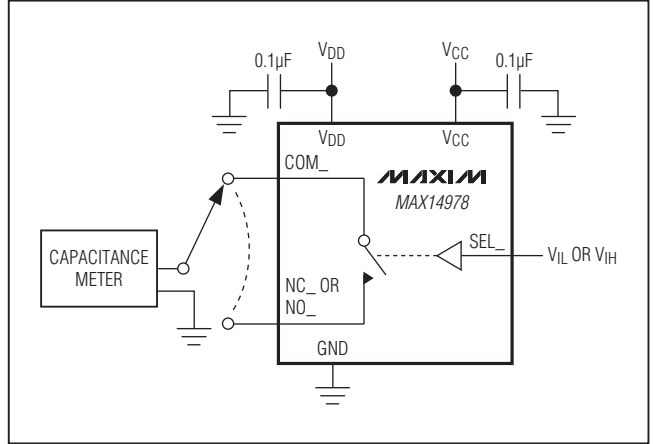 VDD
VCC
0.1µF
0.1µF
VDD
VCC
COM_
MAXIM
MAX14978
CAPACITANCE
METER
SEL_
VIL OR VIH
NC_ OR
NO_
GND